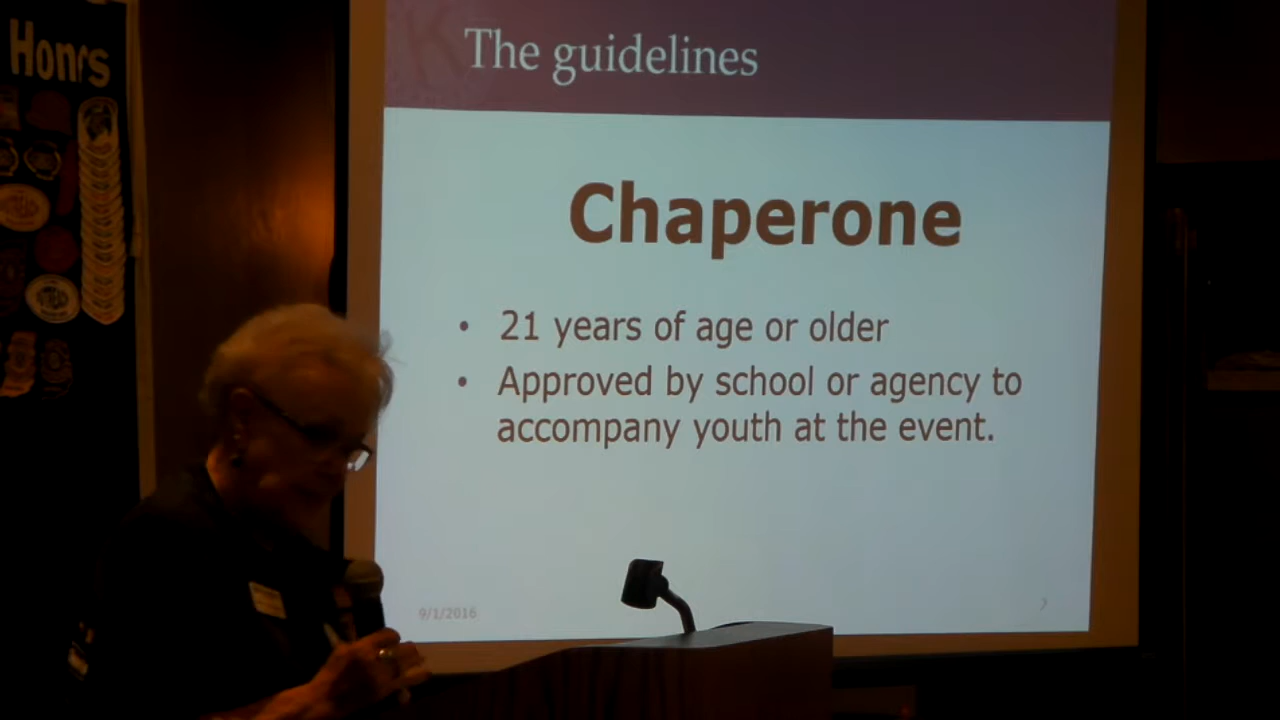 Honors
The guidelines
Chaperone
• 21 years of age or older
• Approved by school or agency to
accompany youth at the event.
9/1/2016
7